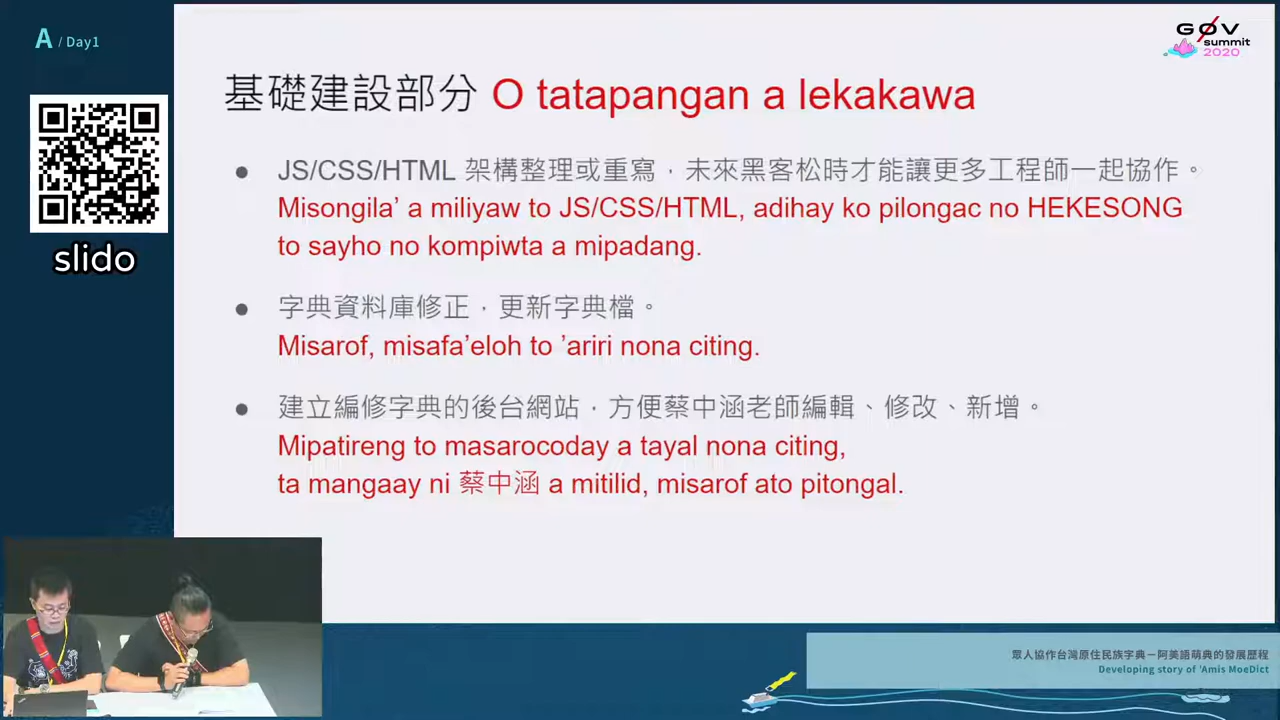 A / Day1
GØV
summit
2020
slido
基礎建設部分 O tatapangan a lekakawa
● JS/CSS/HTML 架構整理或重寫，未來黑客松時才能讓更多工程師一起協作。
Misongila’ a miliyaw to JS/CSS/HTML, adihay ko pilongac no HEKESONG
to sayho no kompiwta a mipadang.
● 字典資料庫修正，更新字典檔。
Misarof, misafa’eloh to ’ariri nona citing.
● 建立編修字典的後台網站，方便蔡中涵老師編輯、修改、新增。
Mipatireng to masarocoday a tayal nona citing,
ta mangaay ni 蔡中涵 a mitilid, misarof ato pitongal.
眾人協作台灣原住民族字典－阿美語萌典的發展歷程
Developing story of 'Amis MoeDict